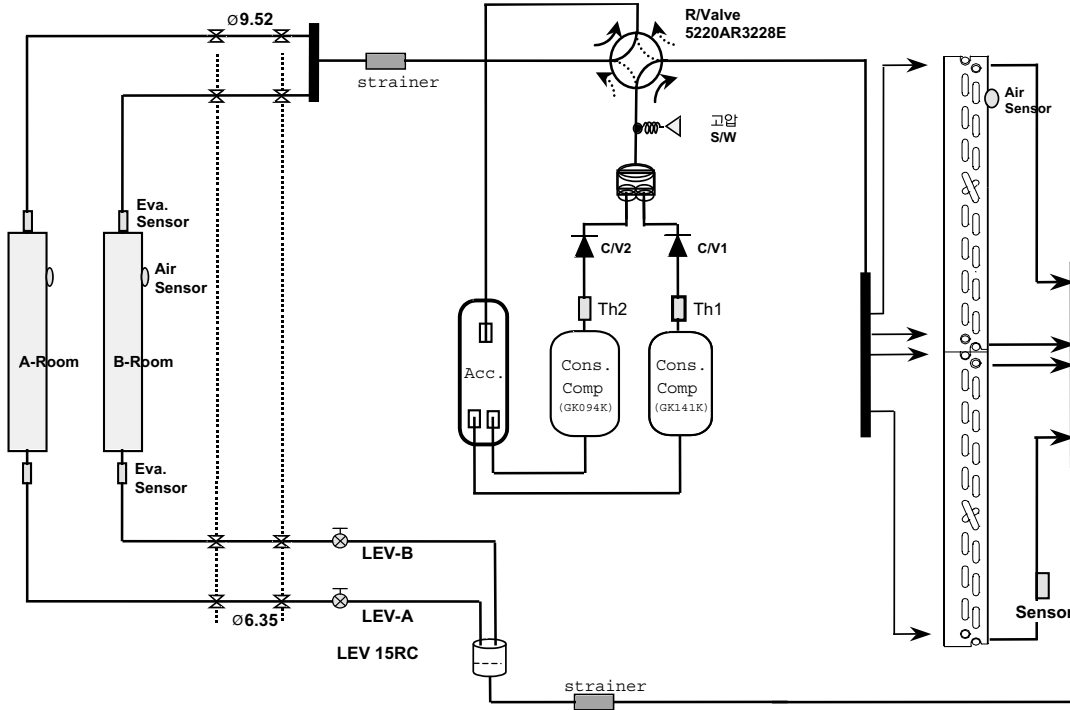 Ø9.52
R/Valve
5220AR3228E
strainer
고압
S/W
Air
Sensor
Eva.
Sensor
C/V2
C/V1
Air
Sensor
Th2
Th1
A-Room
B-Room
Acc.
Cons.
Comp
(GK094K)
Cons.
Comp
(GK141K)
Eva.
Sensor
LEV-B
LEV-A
Ø6.35
Sensor
LEV 15RC
strainer